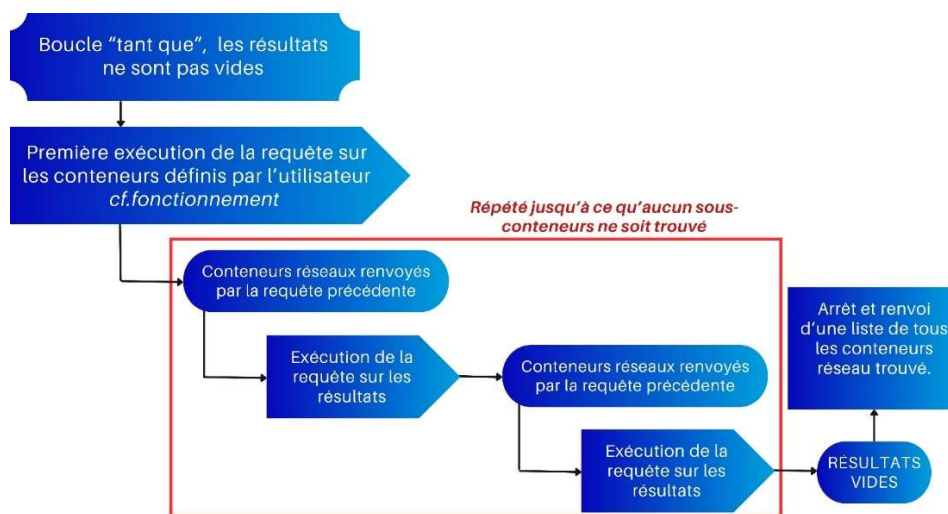 Boucle “tant que”, les résultats
ne sont pas vides
Première exécution de la requête sur
les conteneurs définis par l’utilisateur
cf.fonctionnement
Répété jusqu’à ce qu’aucun sous-
conteneurs ne soit trouvé
Conteneurs réseaux renvoyés
par la requête précédente
Exécution de la
requête sur les
résultats
Conteneurs réseaux renvoyés
par la requête précédente
Exécution de la
requête sur les
résultats
Arrêt et renvoi
d’une liste de tous
les conteneurs
réseau trouvé.
RÉSULTATS
VIDES